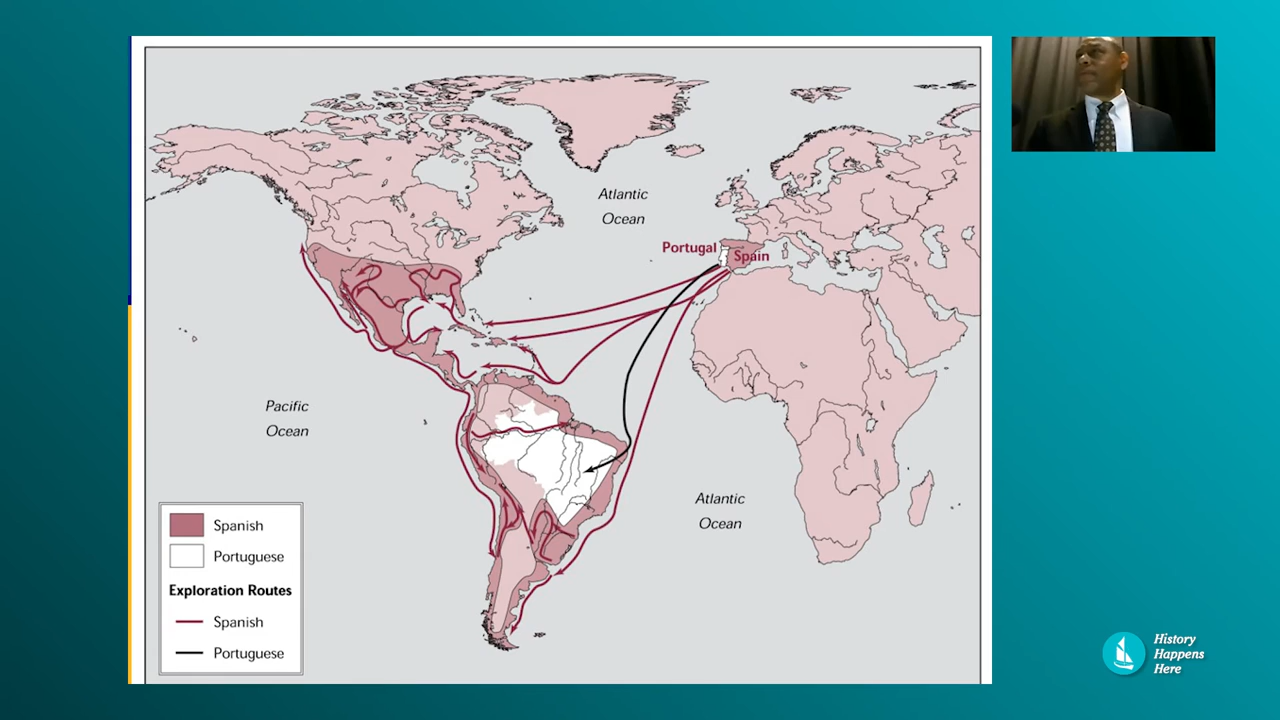 Atlantic
Ocean
Portugal
Spain
Pacific
Ocean
Atlantic
Ocean
Spanish
Portuguese
Exploration Routes
Spanish
Portuguese
History
Happens
Here